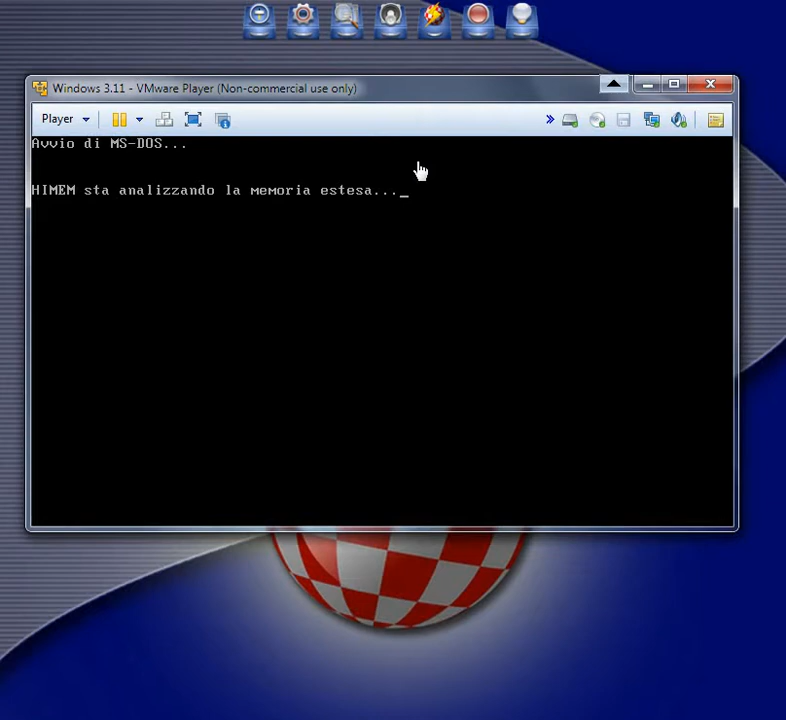 Windows 3.11 - VMware Player (Non-commercial use only)
Player
Avvio di MS-DOS...
HIMEM sta analizzando la memoria estesa..._